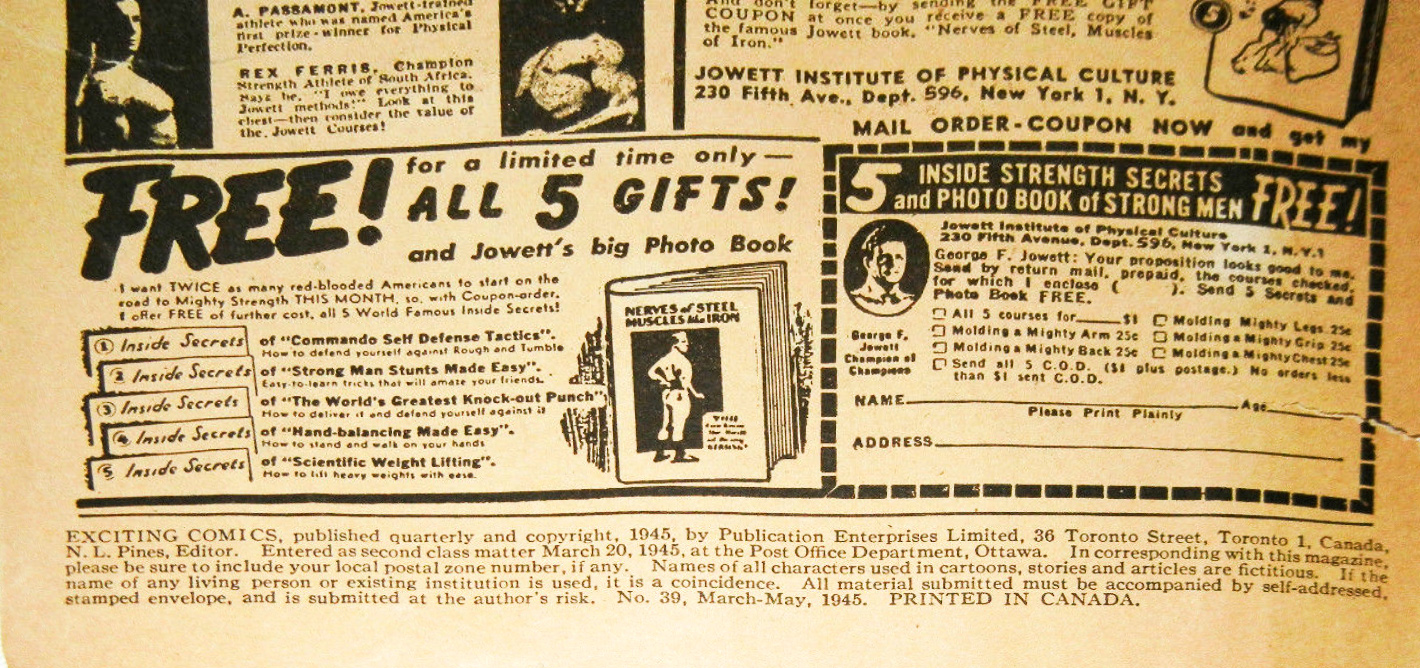 A. PASSAMONT, Jowett-trained
athlete who was named America's
first prize-winner for Physical
Perfection.
REX FERRIS, Champion
Strength Athlete of South Africa.
Says he, "I owe everything to
Jowett methods!" Look at this
chest—then consider the value of
the Jowett Courses!
And don't forget—by sending the FREE GIFT
COUPON at once you receive a FREE copy of
the famous Jowett book, "Nerves of Steel, Muscles
of Iron."
JOWETT INSTITUTE OF PHYSICAL CULTURE
230 Fifth Ave., Dept. 596, New York 1, N. Y.
5
FREE! for a limited time only—
ALL 5 GIFTS!
and Jowett's big Photo Book
I want TWICE as many red-blooded Americans to start on the
road to Mighty Strength THIS MONTH, so, with Coupon-order,
I offer FREE of further cost, all 5 World Famous Inside Secrets!
1 Inside Secrets of "Commando Self Defense Tactics".
How to defend yourself against Rough and Tumble
2 Inside Secrets of "Strong Man Stunts Made Easy".
Easy-to-learn tricks that will amate your friends.
3 Inside Secrets of "The World's Greatest Knock-out Punch"
How to deliver it and defend yourself against it
4 Inside Secrets of "Hand-balancing Made Easy".
How to stand and walk on your hands
5 Inside Secrets of "Scientific Weight Lifting".
How to lift heavy weights with ease.
NERVES of STEEL
MUSCLES like IRON
MAIL ORDER-COUPON NOW and get my
5 INSIDE STRENGTH SECRETS
and PHOTO BOOK of STRONG MEN FREE!
Jowett Institute of Physical Culture
230 Fifth Avenue, Dept. 596, New York 1, N.Y.1
George F. Jowett: Your proposition looks good to me.
Send by return mail, prepaid, the courses checked,
for which I enclose ( ). Send 5 Secrets and
Photo Book FREE.
George F.
Jowett
Champion of
Champions
All 5 courses for $1 Molding Mighty Legs 25c
Molding a Mighty Arm 25c Molding a Mighty Grip 25c
Molding a Mighty Back 25c Molding a Mighty Chest 25c
Send all 5 C.O.D. ($1 plus postage.) No orders less
than $1 sent C.O.D.
NAME Age
Please Print Plainly
ADDRESS
EXCITING COMICS, published quarterly and copyright, 1945, by Publication Enterprises Limited, 36 Toronto Street, Toronto 1, Canada,
N. L. Pines, Editor. Entered as second class matter March 20, 1945, at the Post Office Department, Ottawa. In corresponding with this magazine,
please be sure to include your local postal zone number, if any. Names of all characters used in cartoons, stories and articles are fictitious. If the
name of any living person or existing institution is used, it is a coincidence. All material submitted must be accompanied by self-addressed,
stamped envelope, and is submitted at the author's risk. No. 39, March-May, 1945. PRINTED IN CANADA.